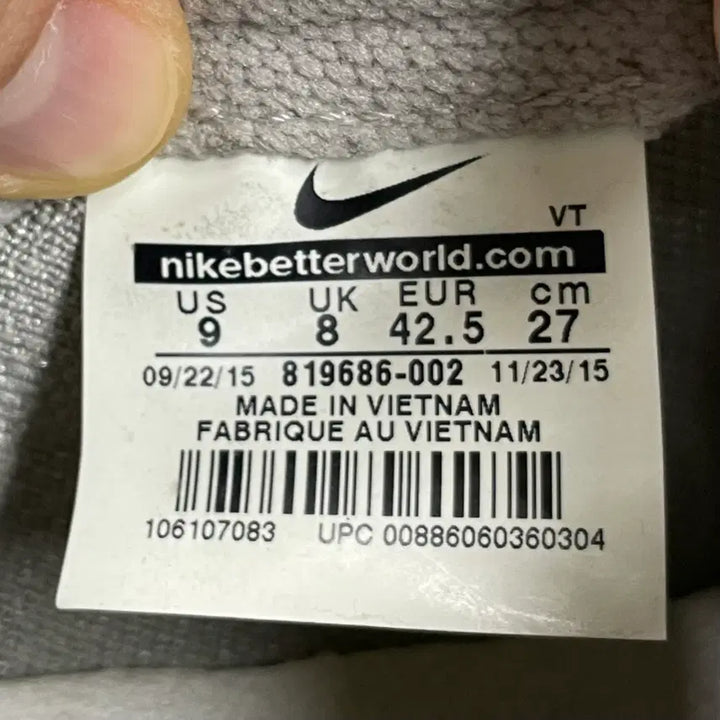 VT
nikebetterworld.com
US UK EUR cm
9 8 42.5 27
09/22/15 819686-002 11/23/15
MADE IN VIETNAM
FABRIQUE AU VIETNAM
106107083 UPC 00886060360304